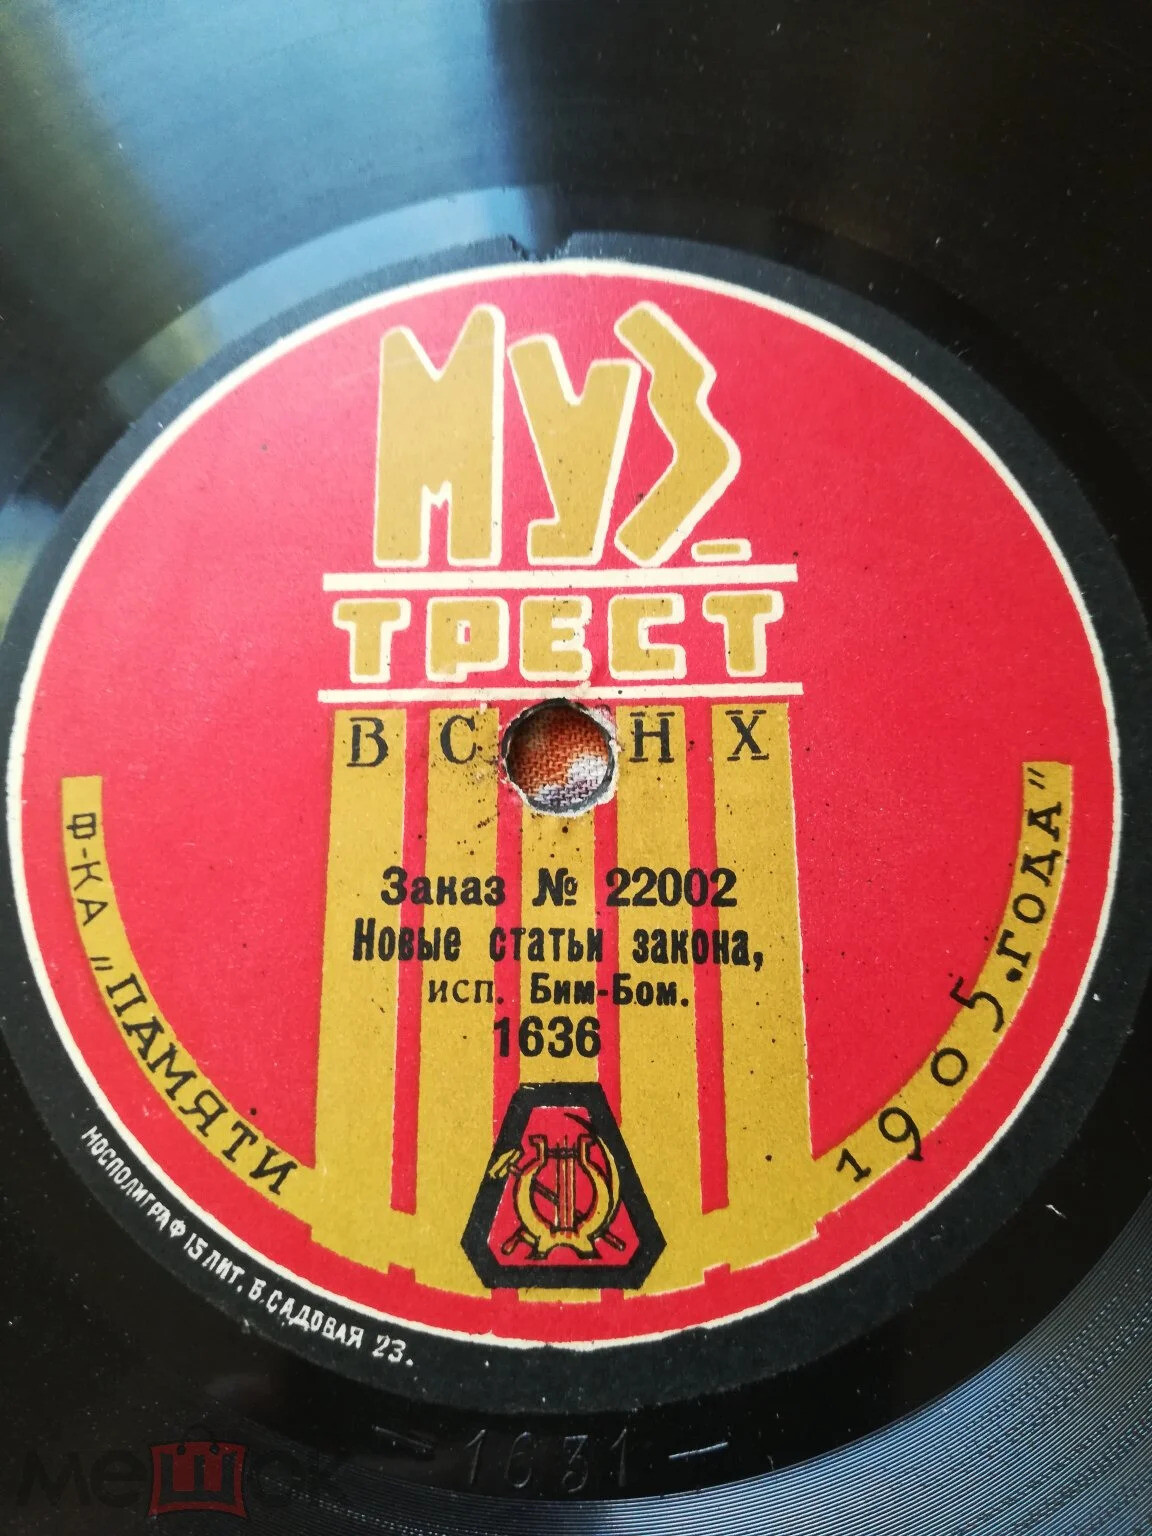 МУЗ-
ТРЕСТ
В С Н Х
Заказ № 22002
Новые статьи закона,
исп. Бим-Бом.
1636
Ф-КА „ПАМЯТИ 1905.ГОДА"
МОСПОЛИГРАФ 15 ЛИТ. Б. САДОВАЯ 23.
1631 —
мешок